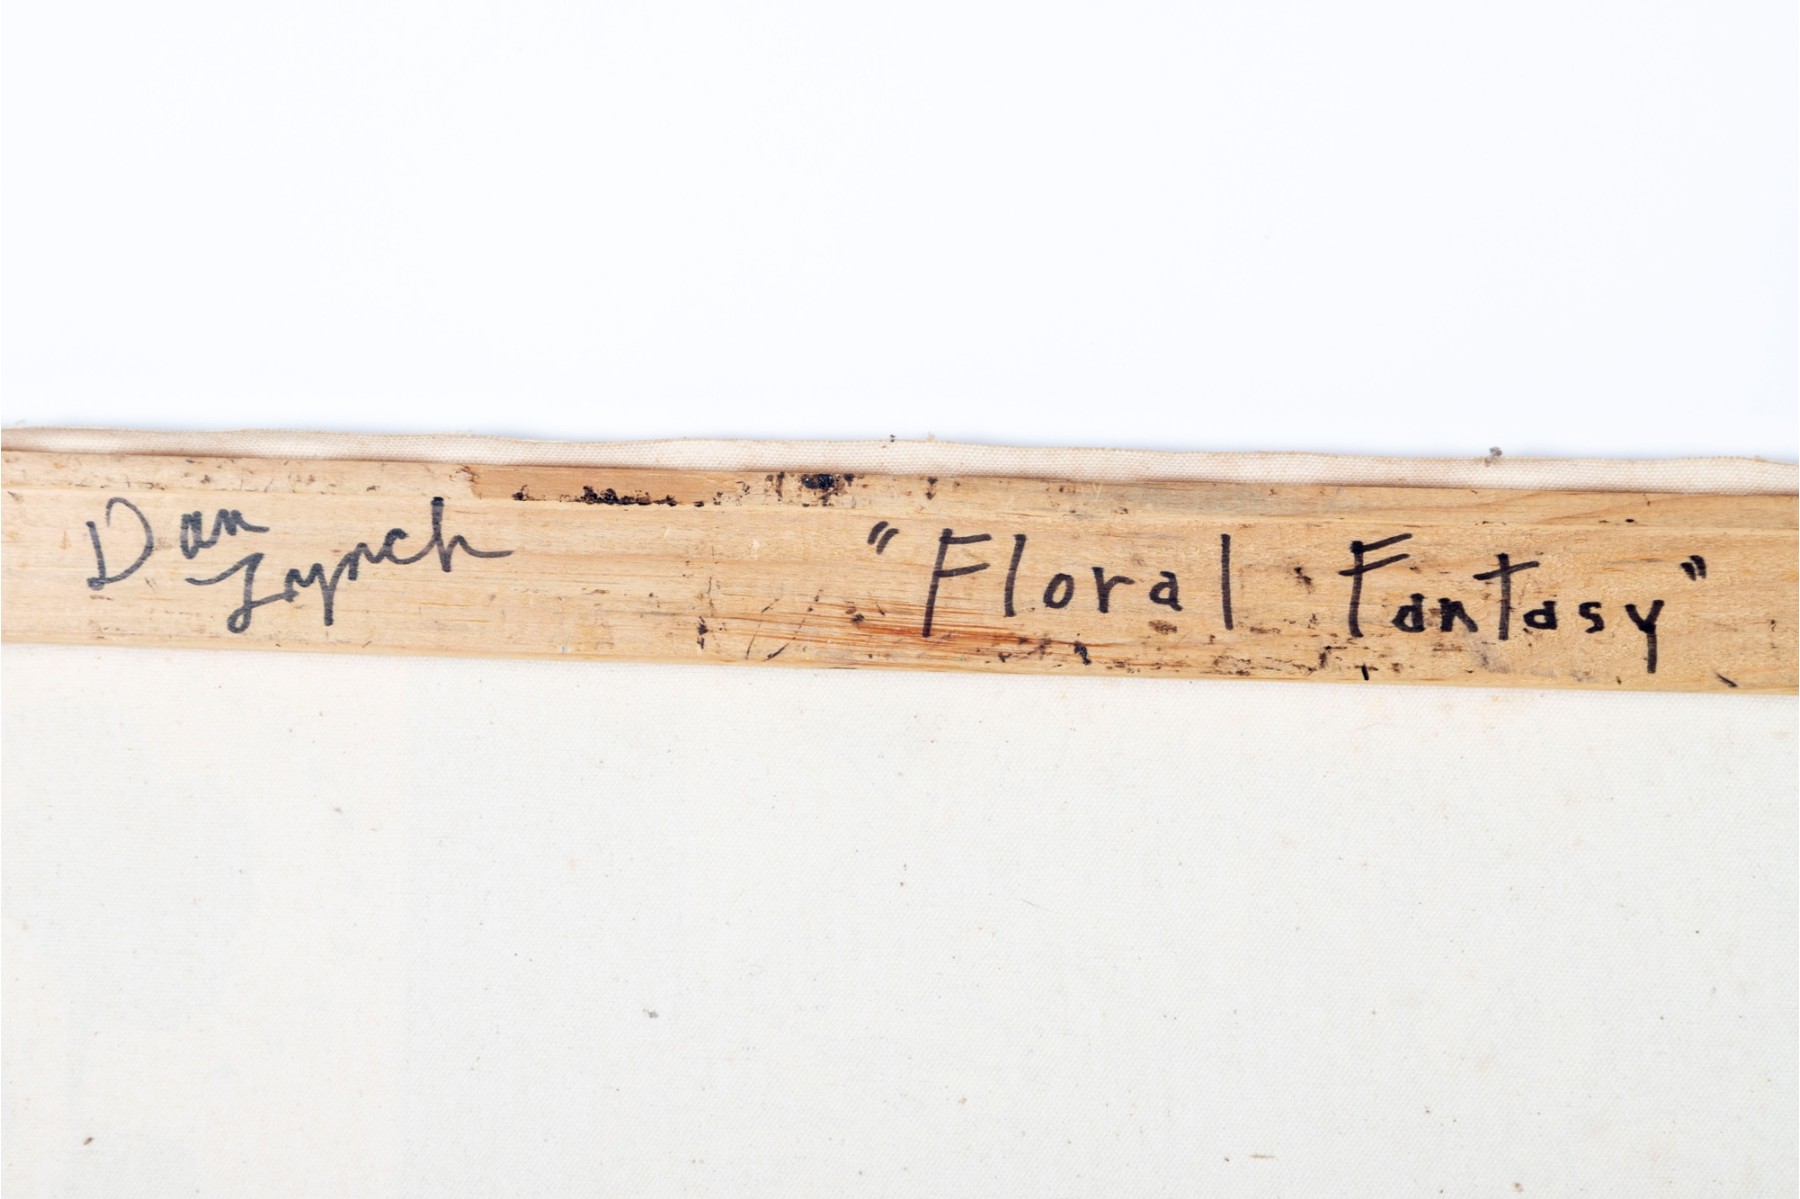 Dan
Lynch
"Floral Fantasy"